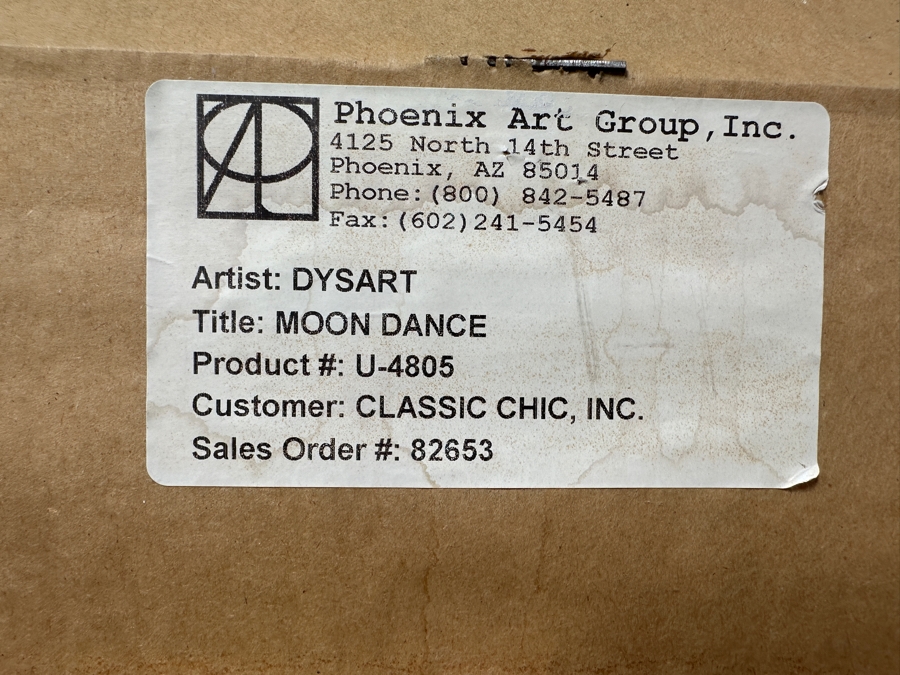 Phoenix Art Group,Inc.
4125 North 14th Street
Phoenix, AZ 85014
Phone:(800) 842-5487
Fax:(602)241-5454
Artist: DYSART
Title: MOON DANCE
Product #: U-4805
Customer: CLASSIC CHIC, INC.
Sales Order #: 82653